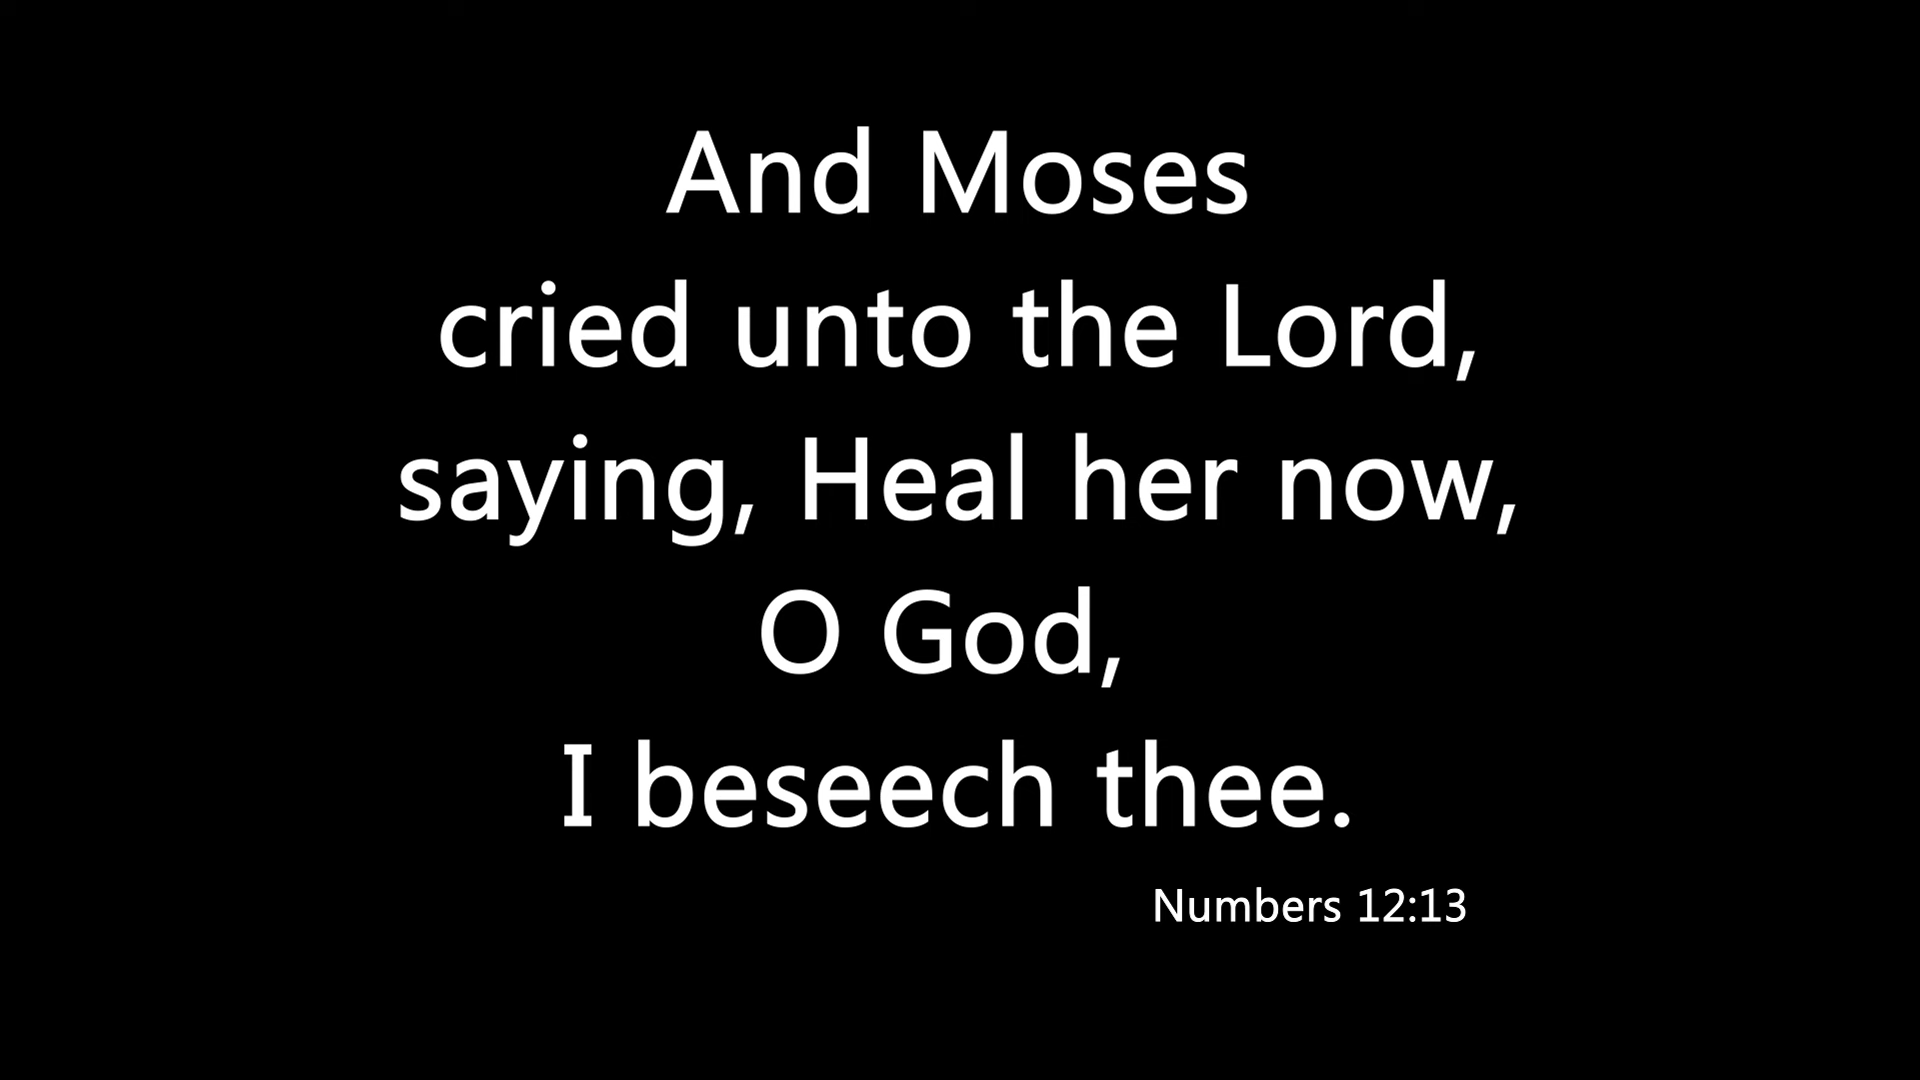 And Moses
cried unto the Lord,
saying, Heal her now,
O God,
I beseech thee.
Numbers 12:13